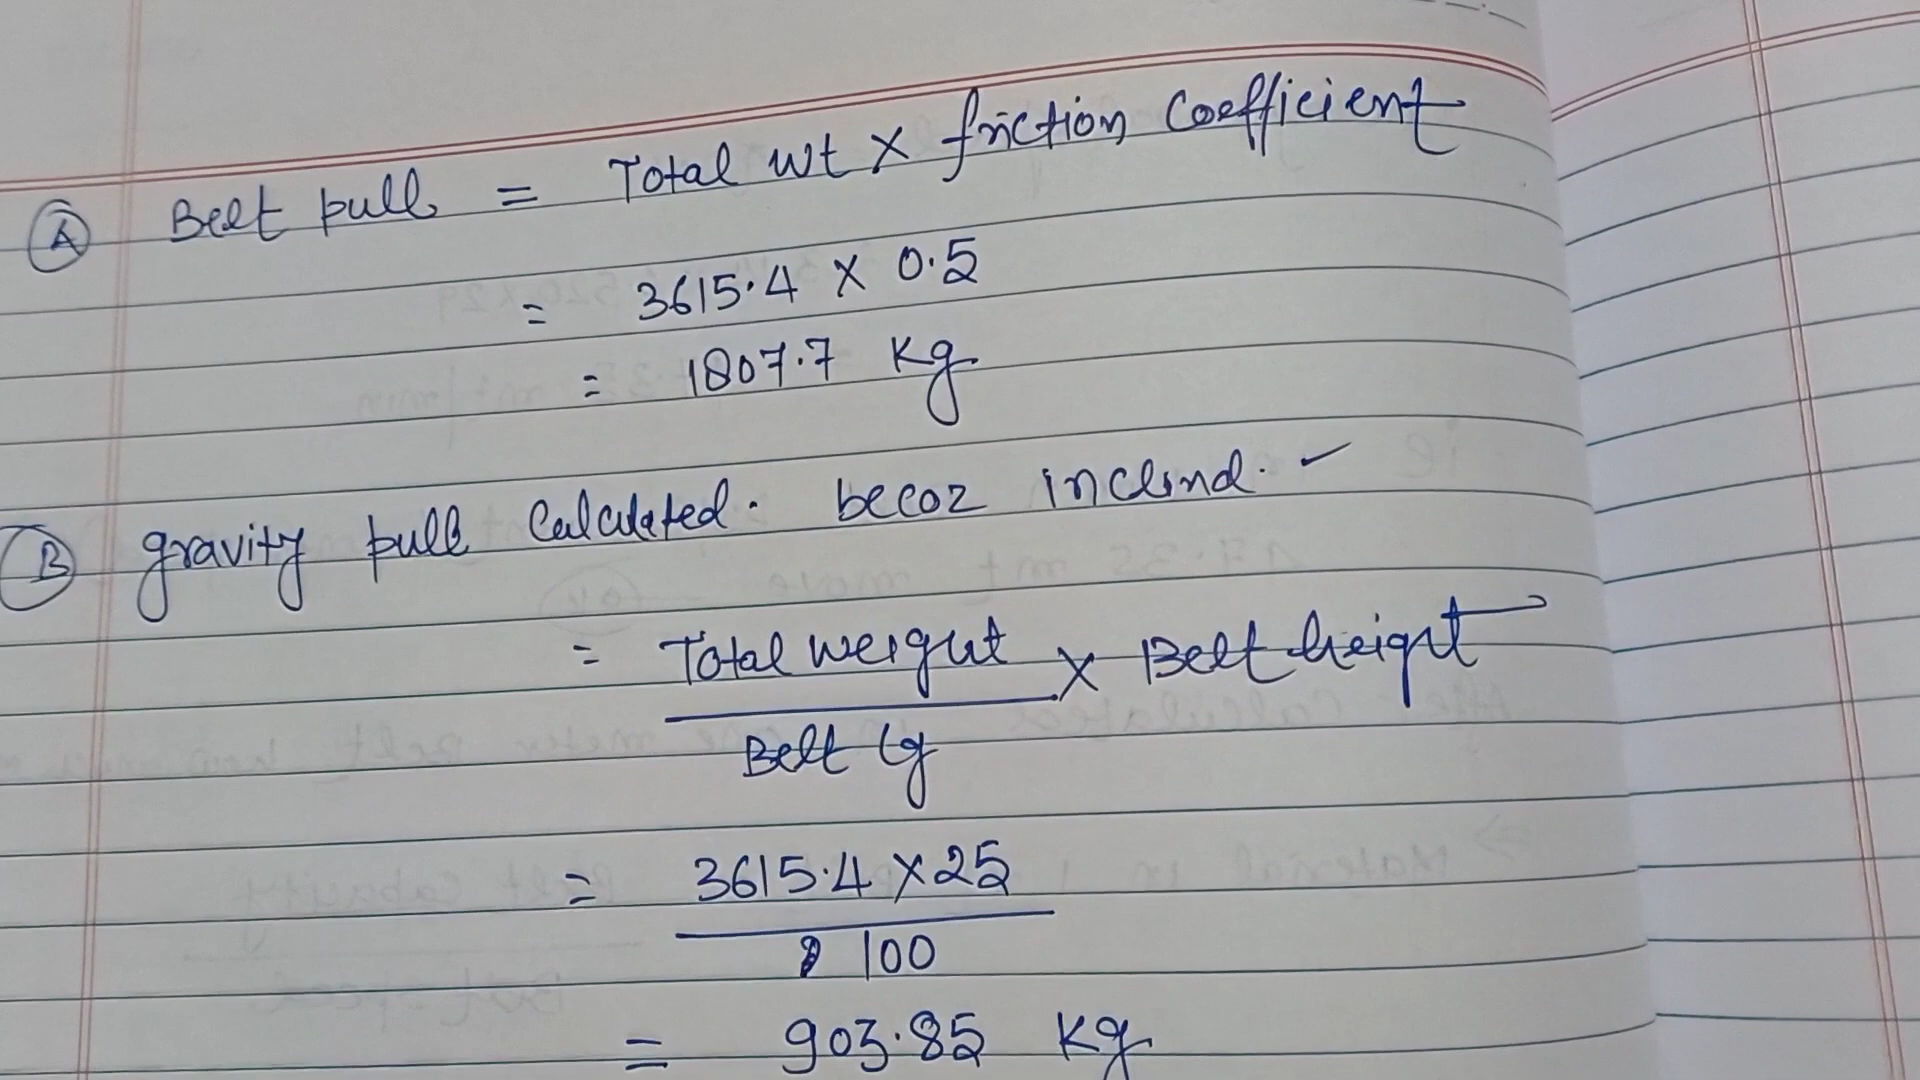 A Belt pull = Total wt x friction Coefficient
= 3615.4 x 0.5
= 1807.7 Kg
B gravity pull Calculated. becoz inclind.
= Total weight x Belt height
Belt lg
= 3615.4 x 25
100
= 903.85 Kg